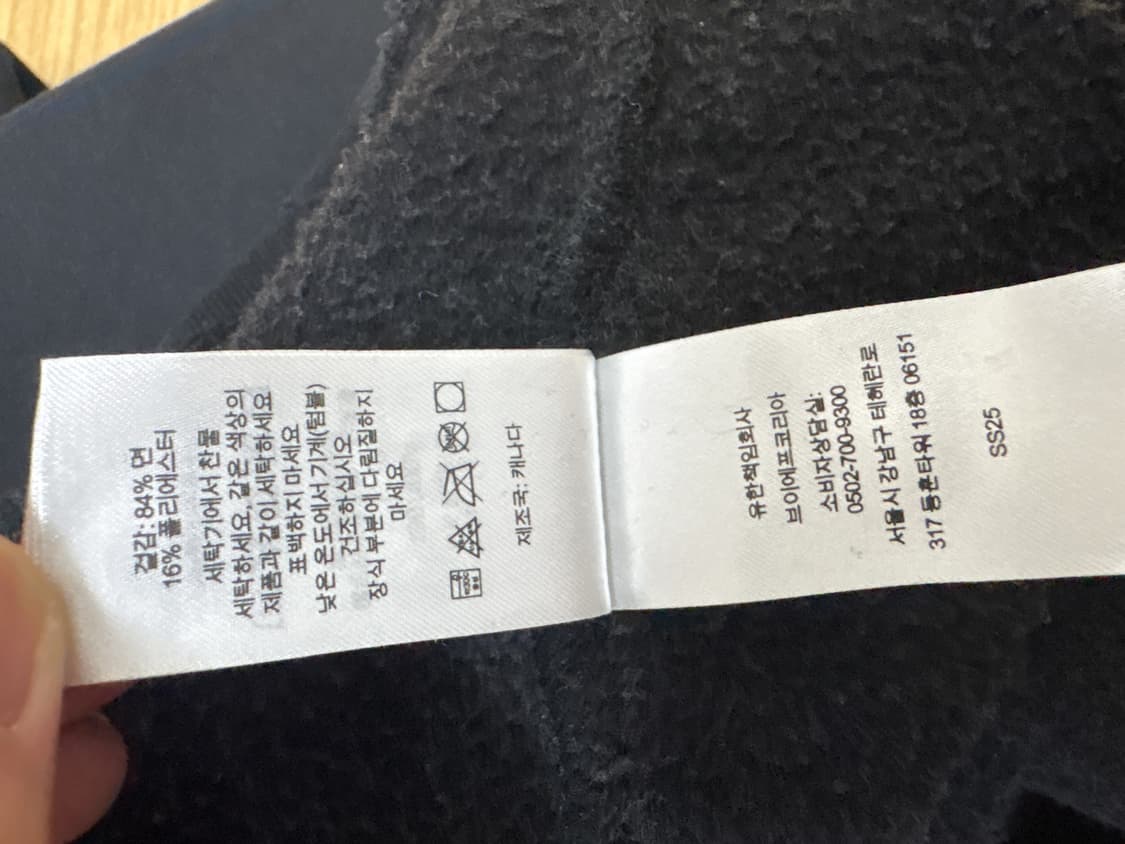 겉감: 84% 면
16% 폴리에스터
세탁기에서 찬물
세탁하세요, 같은 색상의
제품과 같이 세탁하세요
표백하지 마세요
낮은 온도에서 기계(텀블)
건조하십시오
장식 부분에 다림질하지
마세요
제조국: 캐나다
유한책임회사
브이에프코리아
소비자상담실:
0502-700-9300
서울시 강남구 테헤란로
317 동훈타워 18층 06151
SS25